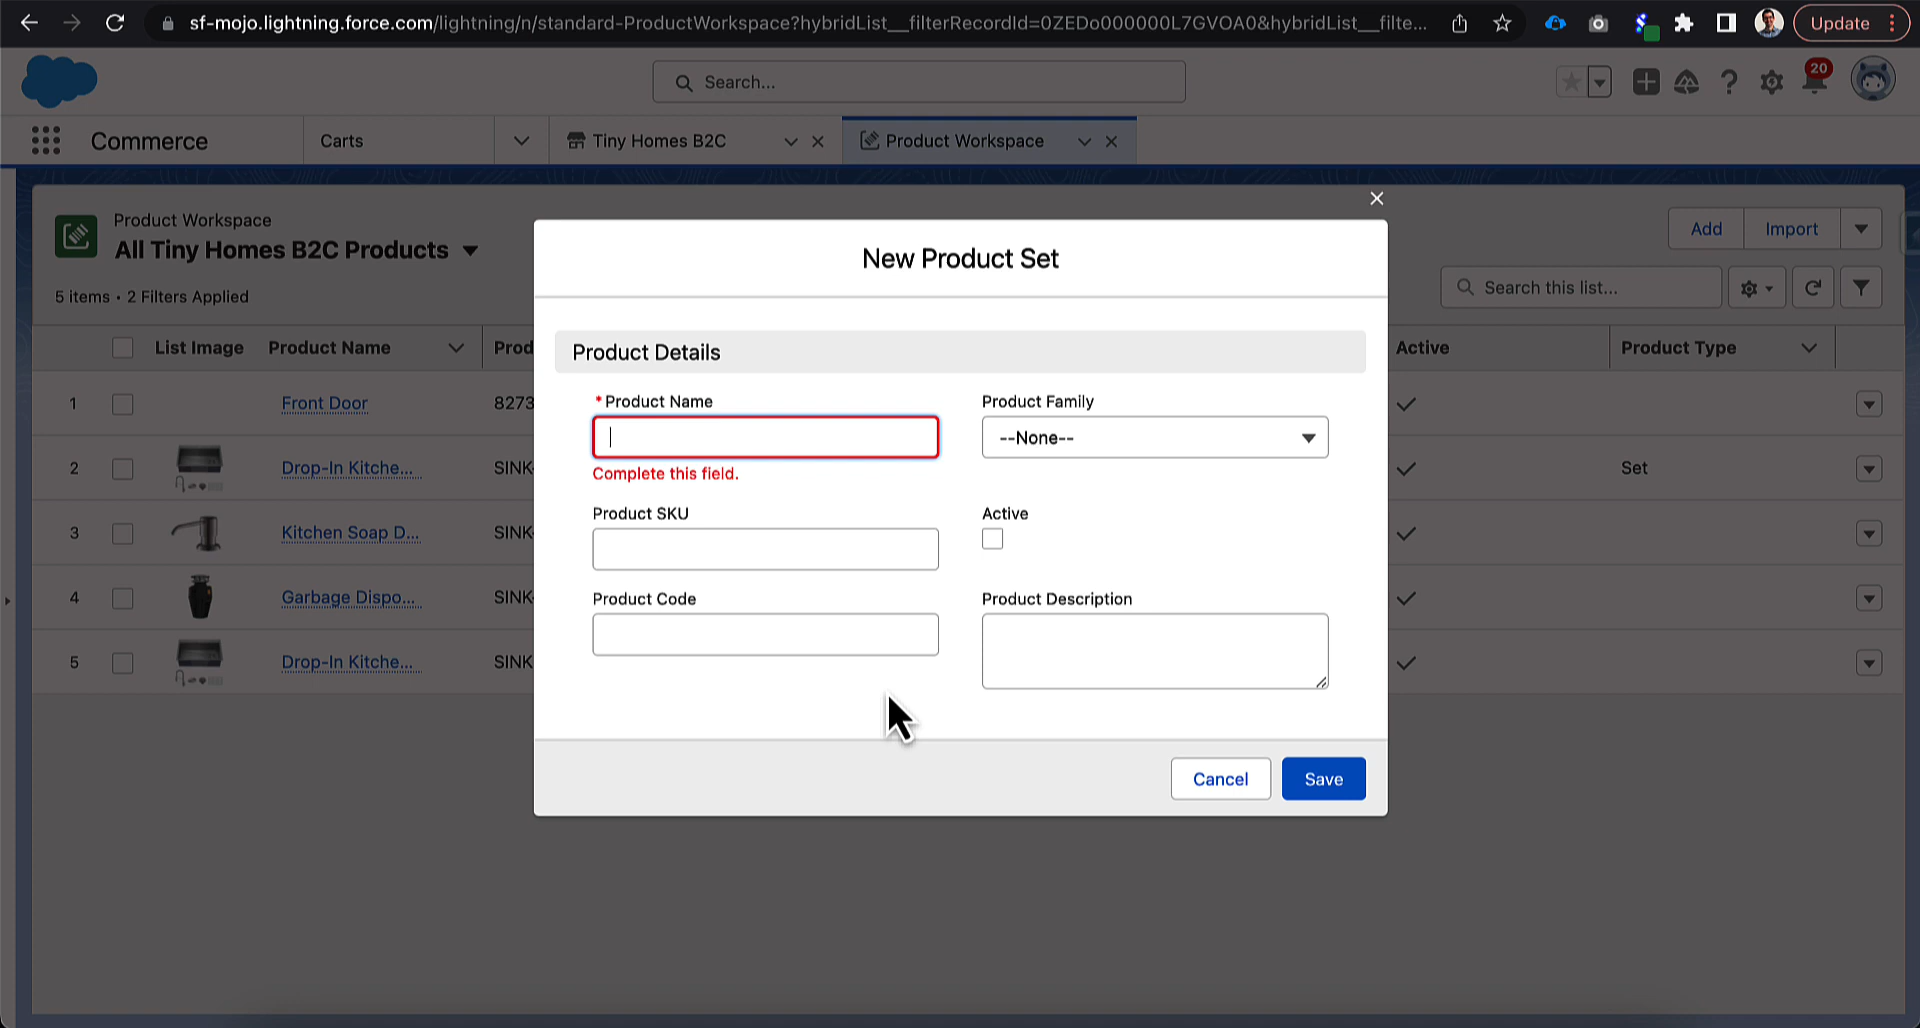 sf-mojo.lightning.force.com/lightning/n/standard-ProductWorkspace?hybridList__filterRecordId=0ZEDo000000L7GVOA0&hybridList__filte...
Update
Search...
20
Commerce
Carts
Tiny Homes B2C
Product Workspace
Product Workspace
All Tiny Homes B2C Products
5 items • 2 Filters Applied
Add
Import
Search this list...
List Image
Product Name
Prod
Active
Product Type
1
Front Door
8273
2
Drop-In Kitche...
SINK
Set
3
Kitchen Soap D...
SINK
4
Garbage Dispo...
SINK
5
Drop-In Kitche...
SINK
New Product Set
Product Details
* Product Name
Complete this field.
Product Family
--None--
Product SKU
Active
Product Code
Product Description
Cancel
Save